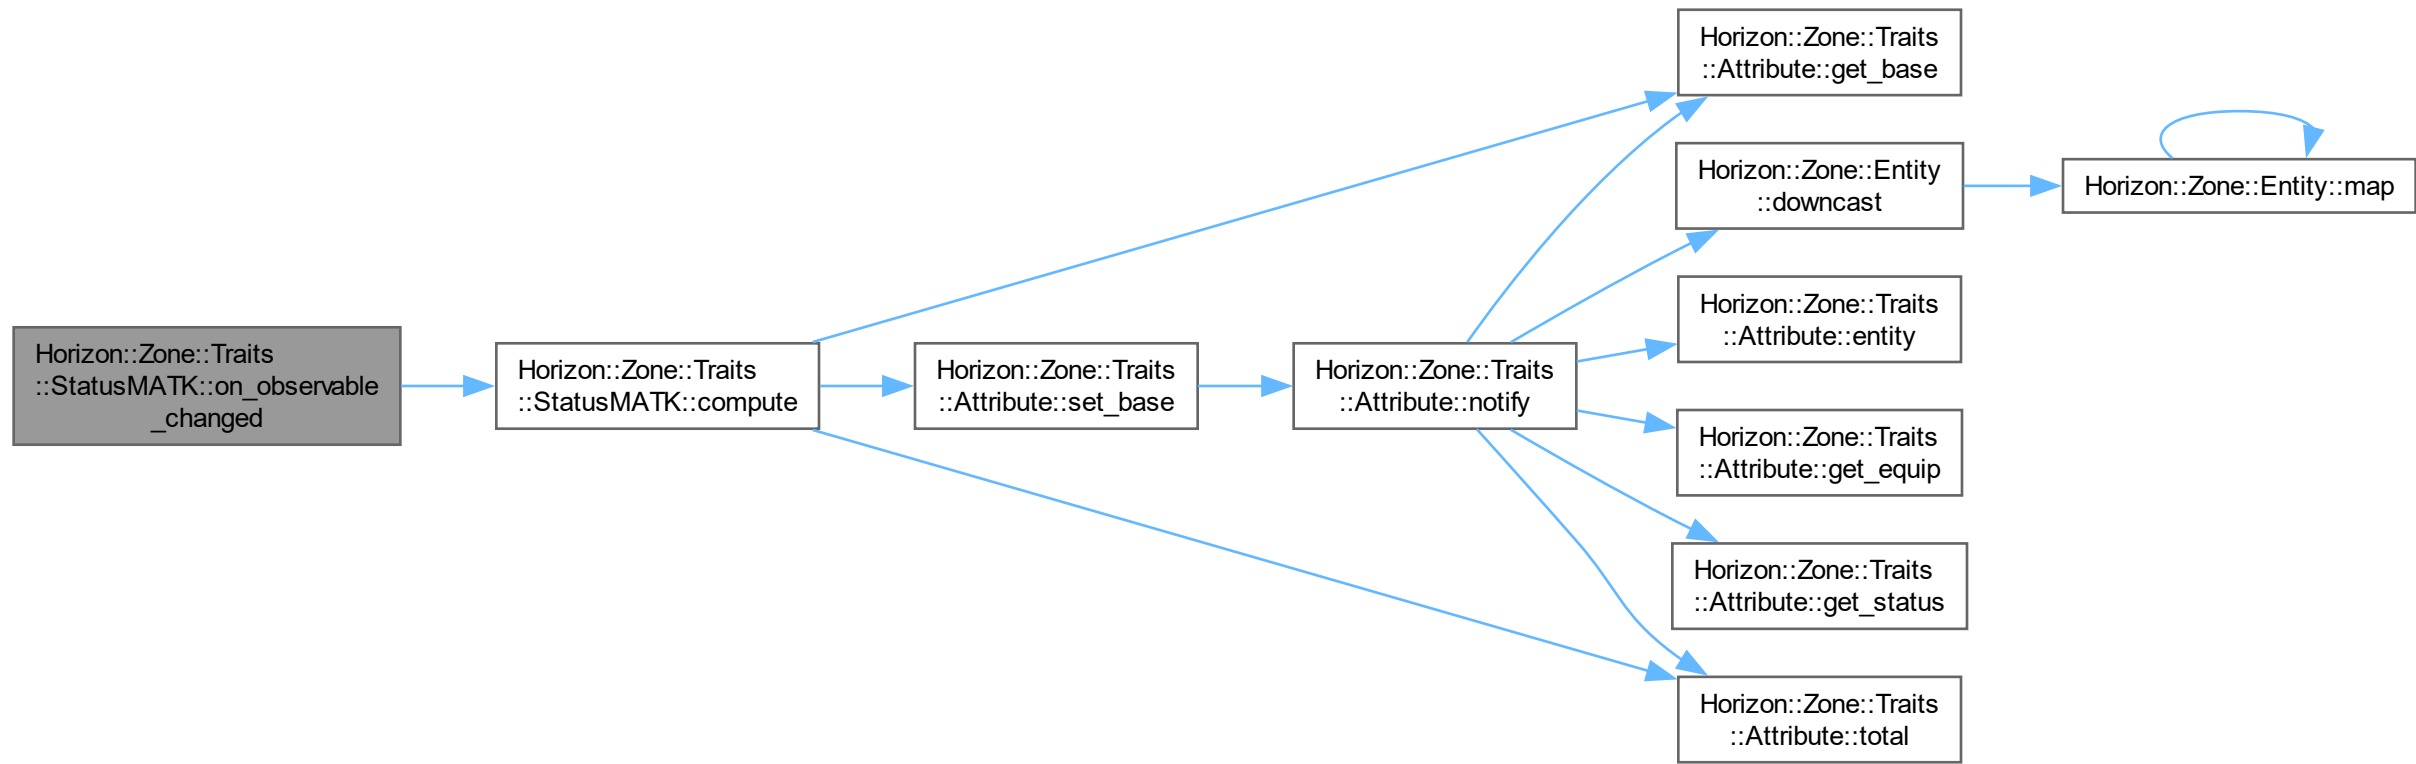 Horizon::Zone::Traits
::StatusMATK::on_observable
_changed
Horizon::Zone::Traits
::StatusMATK::compute
Horizon::Zone::Traits
::Attribute::set_base
Horizon::Zone::Traits
::Attribute::notify
Horizon::Zone::Traits
::Attribute::get_base
Horizon::Zone::Entity
::downcast
Horizon::Zone::Entity::map
Horizon::Zone::Traits
::Attribute::entity
Horizon::Zone::Traits
::Attribute::get_equip
Horizon::Zone::Traits
::Attribute::get_status
Horizon::Zone::Traits
::Attribute::total